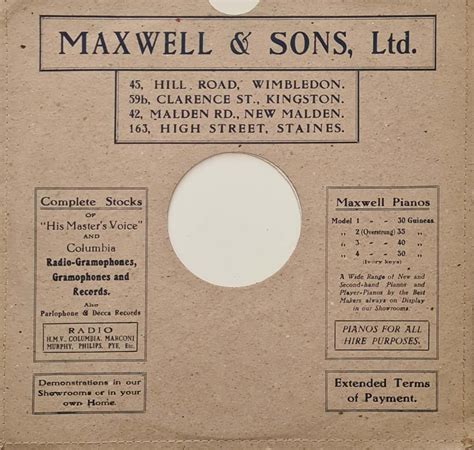 MAXWELL & SONS, Ltd.
45, HILL ROAD, WIMBLEDON.
59b, CLARENCE ST., KINGSTON.
42, MALDEN RD., NEW MALDEN.
163, HIGH STREET, STAINES.
Complete Stocks
OF
"His Master's Voice"
AND
Columbia
Radio-Gramophones,
Gramophones and
Records.
Also
Parlophone & Decca Records
RADIO
H.M.V. COLUMBIA, MARCONI
MURPHY, PHILIPS, PYE, Etc.
Demonstrations in our
Showrooms or in your
own Home.
Maxwell Pianos
Model 1 - - 30 Guineas
„ 2 (Overstrung) 35 „
„ 3 - - 40 „
„ 4 - - 50 „
(Ivory keys)
A Wide Range of New and
Second-hand Pianos and
Player-Pianos by the Best
Makers always on Display
in our Showrooms.
PIANOS FOR ALL
HIRE PURPOSES.
Extended Terms
of Payment.